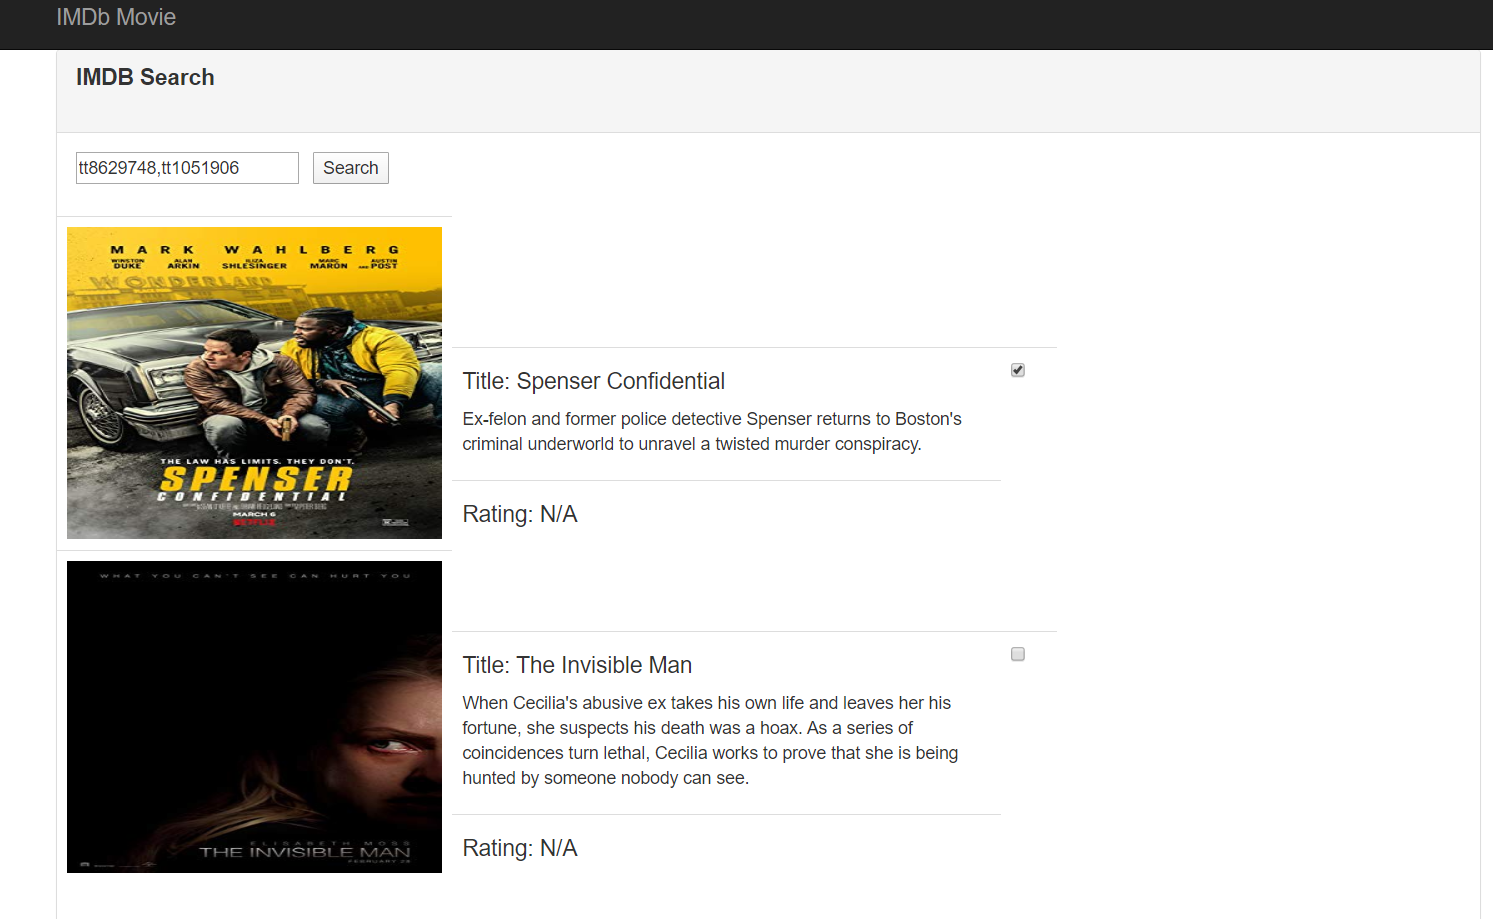 IMDb Movie
IMDB Search
tt8629748,tt1051906
Search
MARK WAHLBERG
WINSTON DUKE ALAN ARKIN ILIZA SHLESINGER MARC MARON AND AUSTIN POST
WONDERLAND
THE LAW HAS LIMITS. THEY DON'T.
SPENSER
CONFIDENTIAL
MARCH 6
NETFLIX
Title: Spenser Confidential
Ex-felon and former police detective Spenser returns to Boston's
criminal underworld to unravel a twisted murder conspiracy.
Rating: N/A
WHAT YOU CAN'T SEE CAN HURT YOU
ELISABETH MOSS
THE INVISIBLE MAN
FEBRUARY 28
Title: The Invisible Man
When Cecilia's abusive ex takes his own life and leaves her his
fortune, she suspects his death was a hoax. As a series of
coincidences turn lethal, Cecilia works to prove that she is being
hunted by someone nobody can see.
Rating: N/A